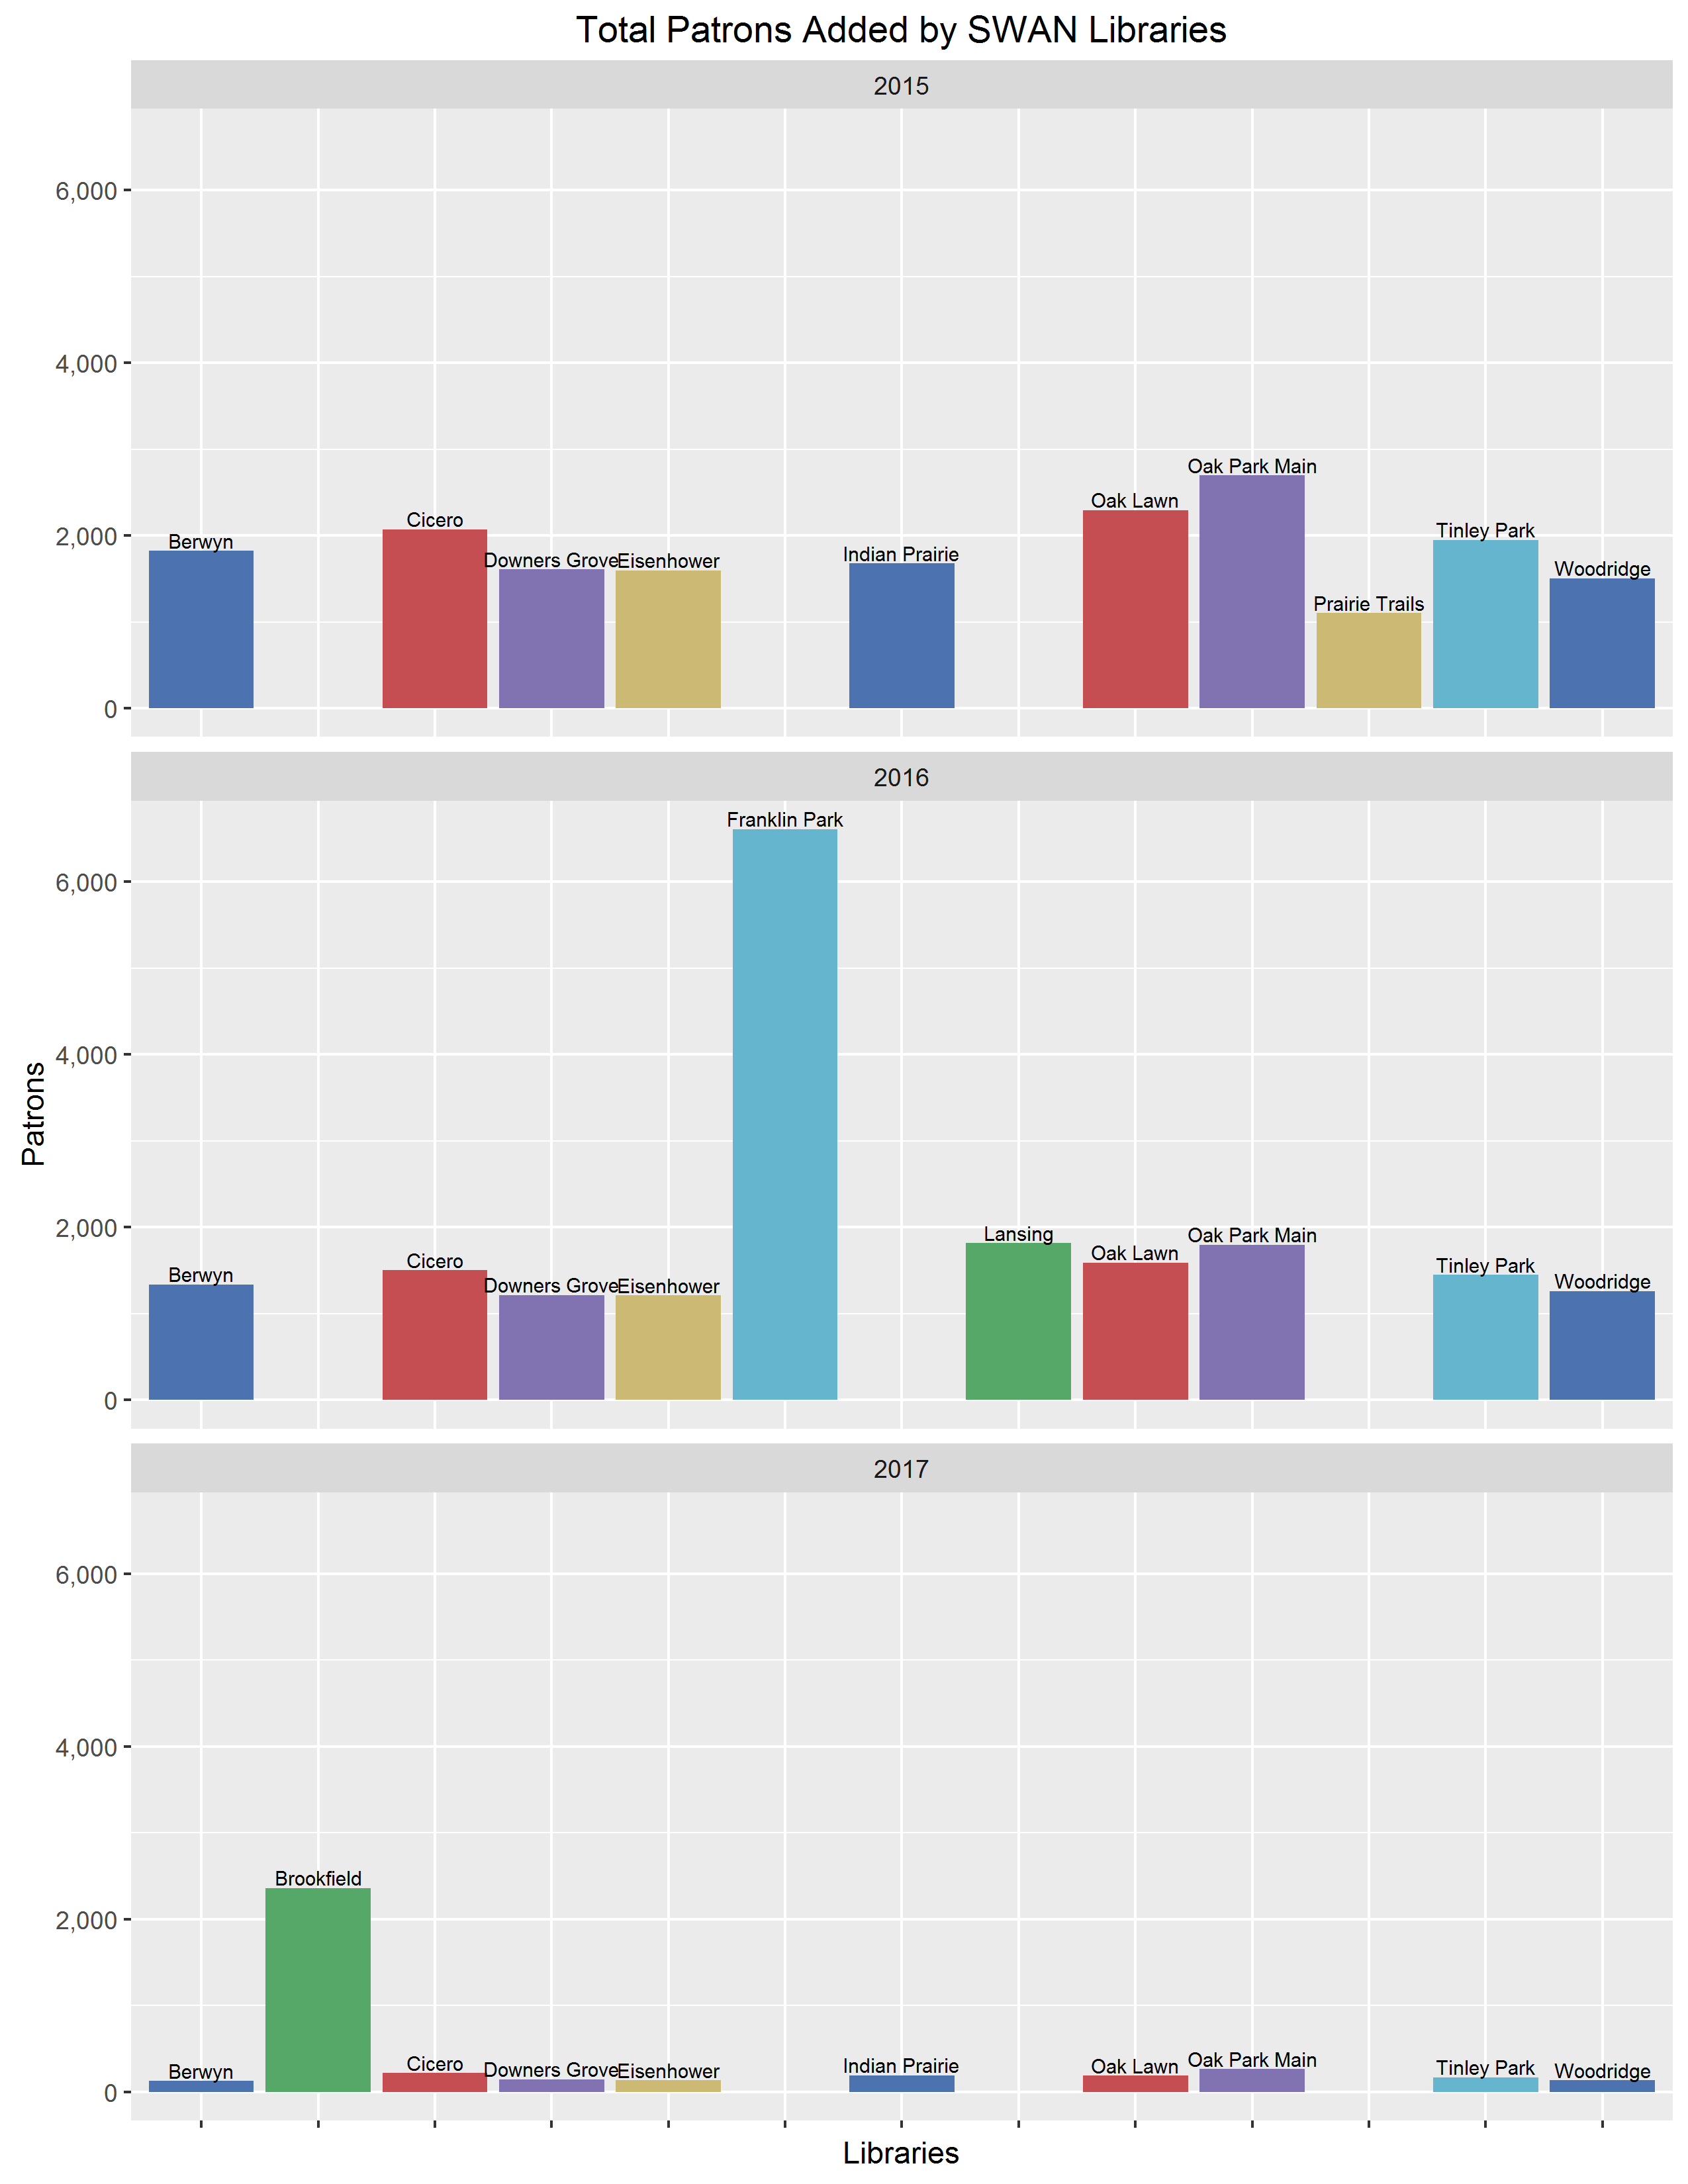 Total Patrons Added by SWAN Libraries
2015
6,000
4,000
2,000
0
Berwyn
Cicero
Downers Grove
Eisenhower
Indian Prairie
Oak Lawn
Oak Park Main
Prairie Trails
Tinley Park
Woodridge
2016
6,000
4,000
2,000
0
Berwyn
Cicero
Downers Grove
Eisenhower
Franklin Park
Lansing
Oak Lawn
Oak Park Main
Tinley Park
Woodridge
Patrons
2017
6,000
4,000
2,000
0
Berwyn
Brookfield
Cicero
Downers Grove
Eisenhower
Indian Prairie
Oak Lawn
Oak Park Main
Tinley Park
Woodridge
Libraries